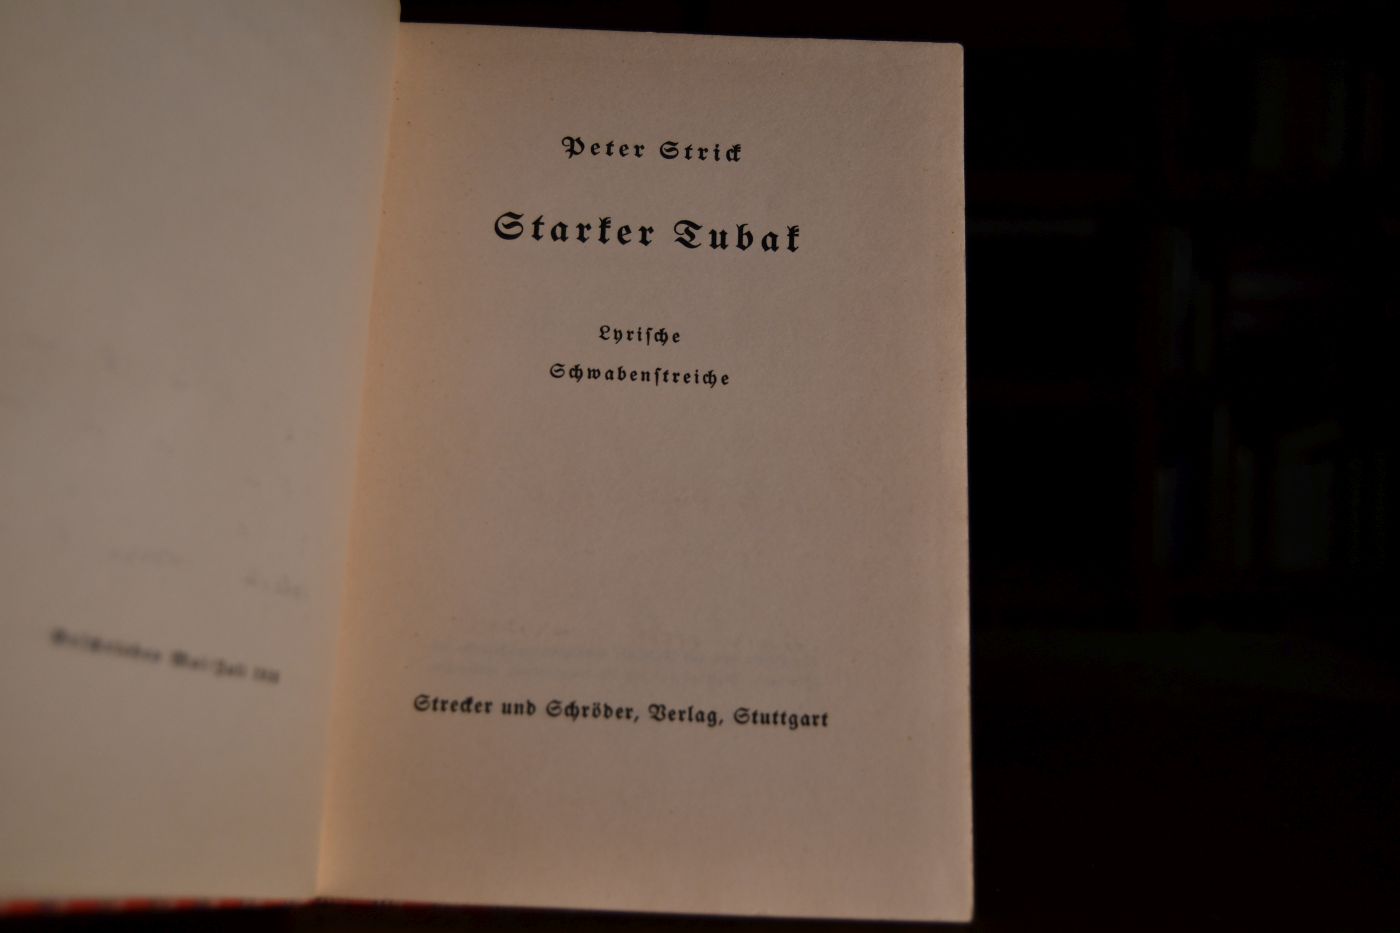 Peter Strick
Starker Tubak
Lyriſche
Schwabenſtreiche
Strecker und Schröder, Verlag, Stuttgart